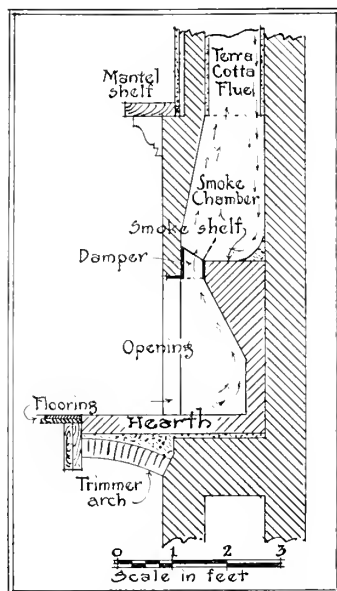 Terra
Cotta
Flue
Mantel
shelf
Smoke
Chamber
Smoke shelf
Damper
Opening
Flooring
Hearth
Trimmer
arch
0 1 2 3
Scale in feet